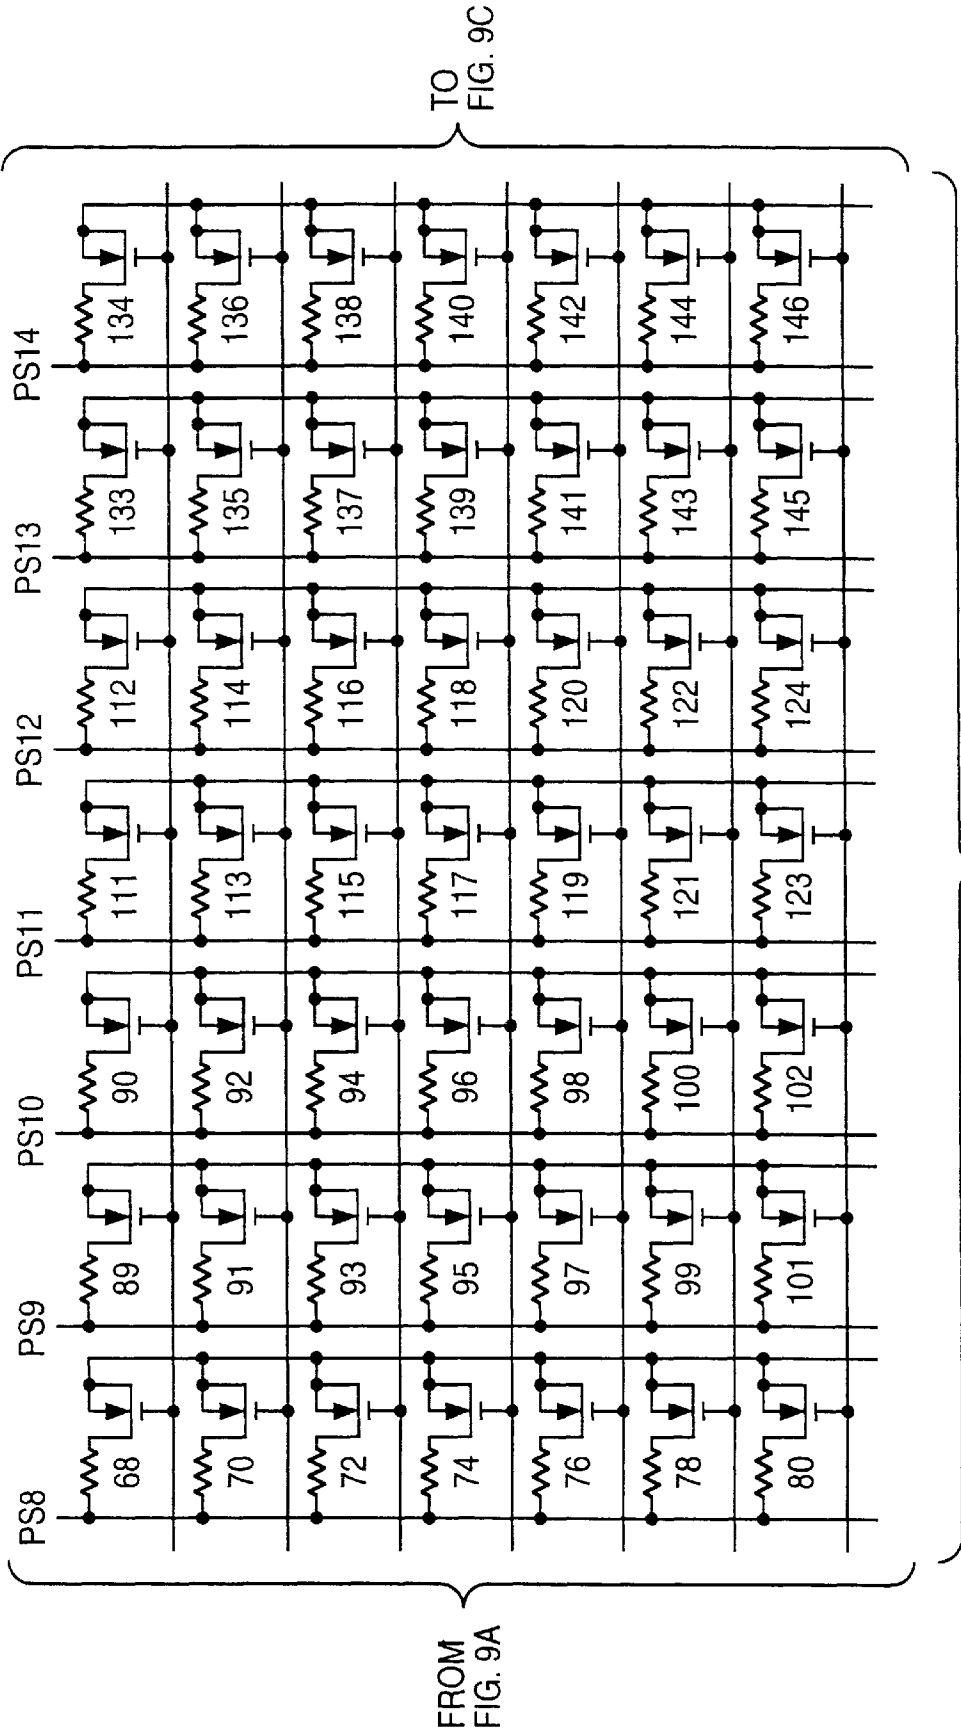 PS8 PS9 PS10 PS11 PS12 PS13 PS14
68 89 90 111 112 133 134
70 91 92 113 114 135 136
72 93 94 115 116 137 138
FROM
FIG. 9A
TO
FIG. 9C
74 95 96 117 118 139 140
76 97 98 119 120 141 142
78 99 100 121 122 143 144
80 101 102 123 124 145 146